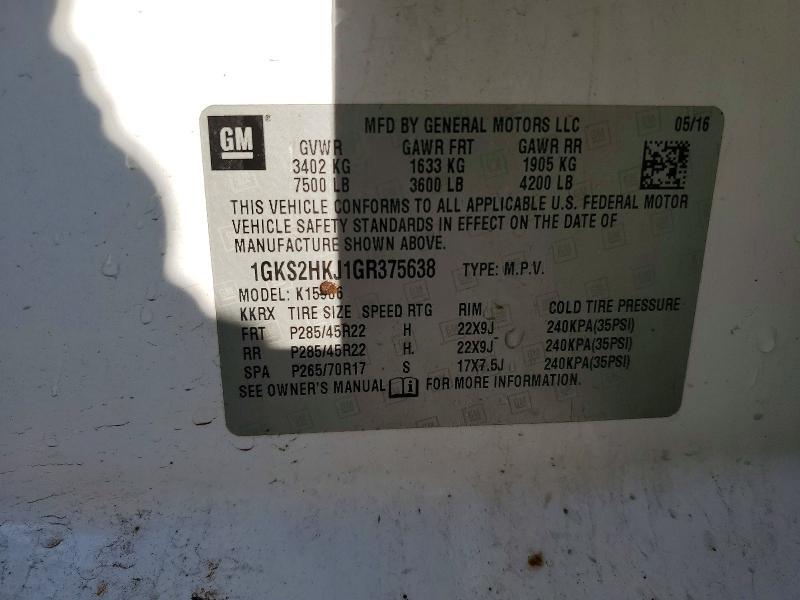 GM ® MFD BY GENERAL MOTORS LLC 05/16
GVWR GAWR FRT GAWR RR
3402 KG 1633 KG 1905 KG
7500 LB 3600 LB 4200 LB
THIS VEHICLE CONFORMS TO ALL APPLICABLE U.S. FEDERAL MOTOR
VEHICLE SAFETY STANDARDS IN EFFECT ON THE DATE OF
MANUFACTURE SHOWN ABOVE.
1GKS2HKJ1GR375638 TYPE: M.P.V.
MODEL: K15906
KKRX TIRE SIZE SPEED RTG RIM COLD TIRE PRESSURE
FRT P285/45R22 H 22X9J 240KPA(35PSI)
RR P285/45R22 H 22X9J 240KPA(35PSI)
SPA P265/70R17 S 17X7.5J 240KPA(35PSI)
SEE OWNER'S MANUAL FOR MORE INFORMATION.